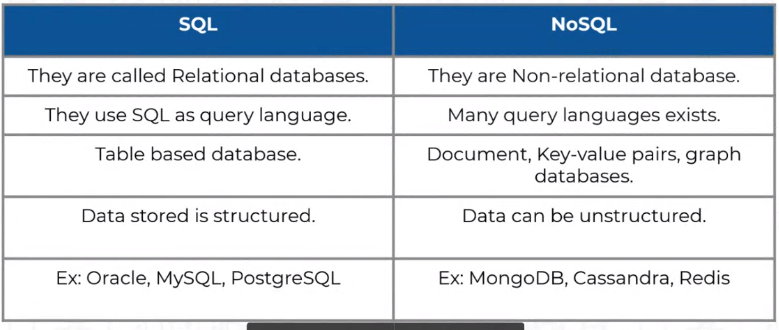 SQL
NoSQL
They are called Relational databases.
They are Non-relational database.
They use SQL as query language.
Many query languages exists.
Table based database.
Document, Key-value pairs, graph
databases.
Data stored is structured.
Data can be unstructured.
Ex: Oracle, MySQL, PostgreSQL
Ex: MongoDB, Cassandra, Redis